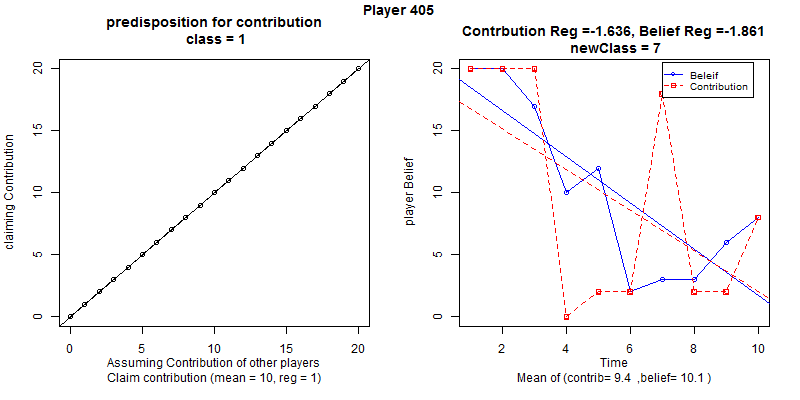 Player 405
predisposition for contribution
class = 1
claiming Contribution
20
15
10
5
0
0 5 10 15 20
Assuming Contribution of other players
Claim contribution (mean = 10, reg = 1)
Contrbution Reg =-1.636, Belief Reg =-1.861
newClass = 7
Beleif
Contribution
player Belief
20
15
10
5
0
2 4 6 8 10
Time
Mean of (contrib= 9.4 ,belief= 10.1 )